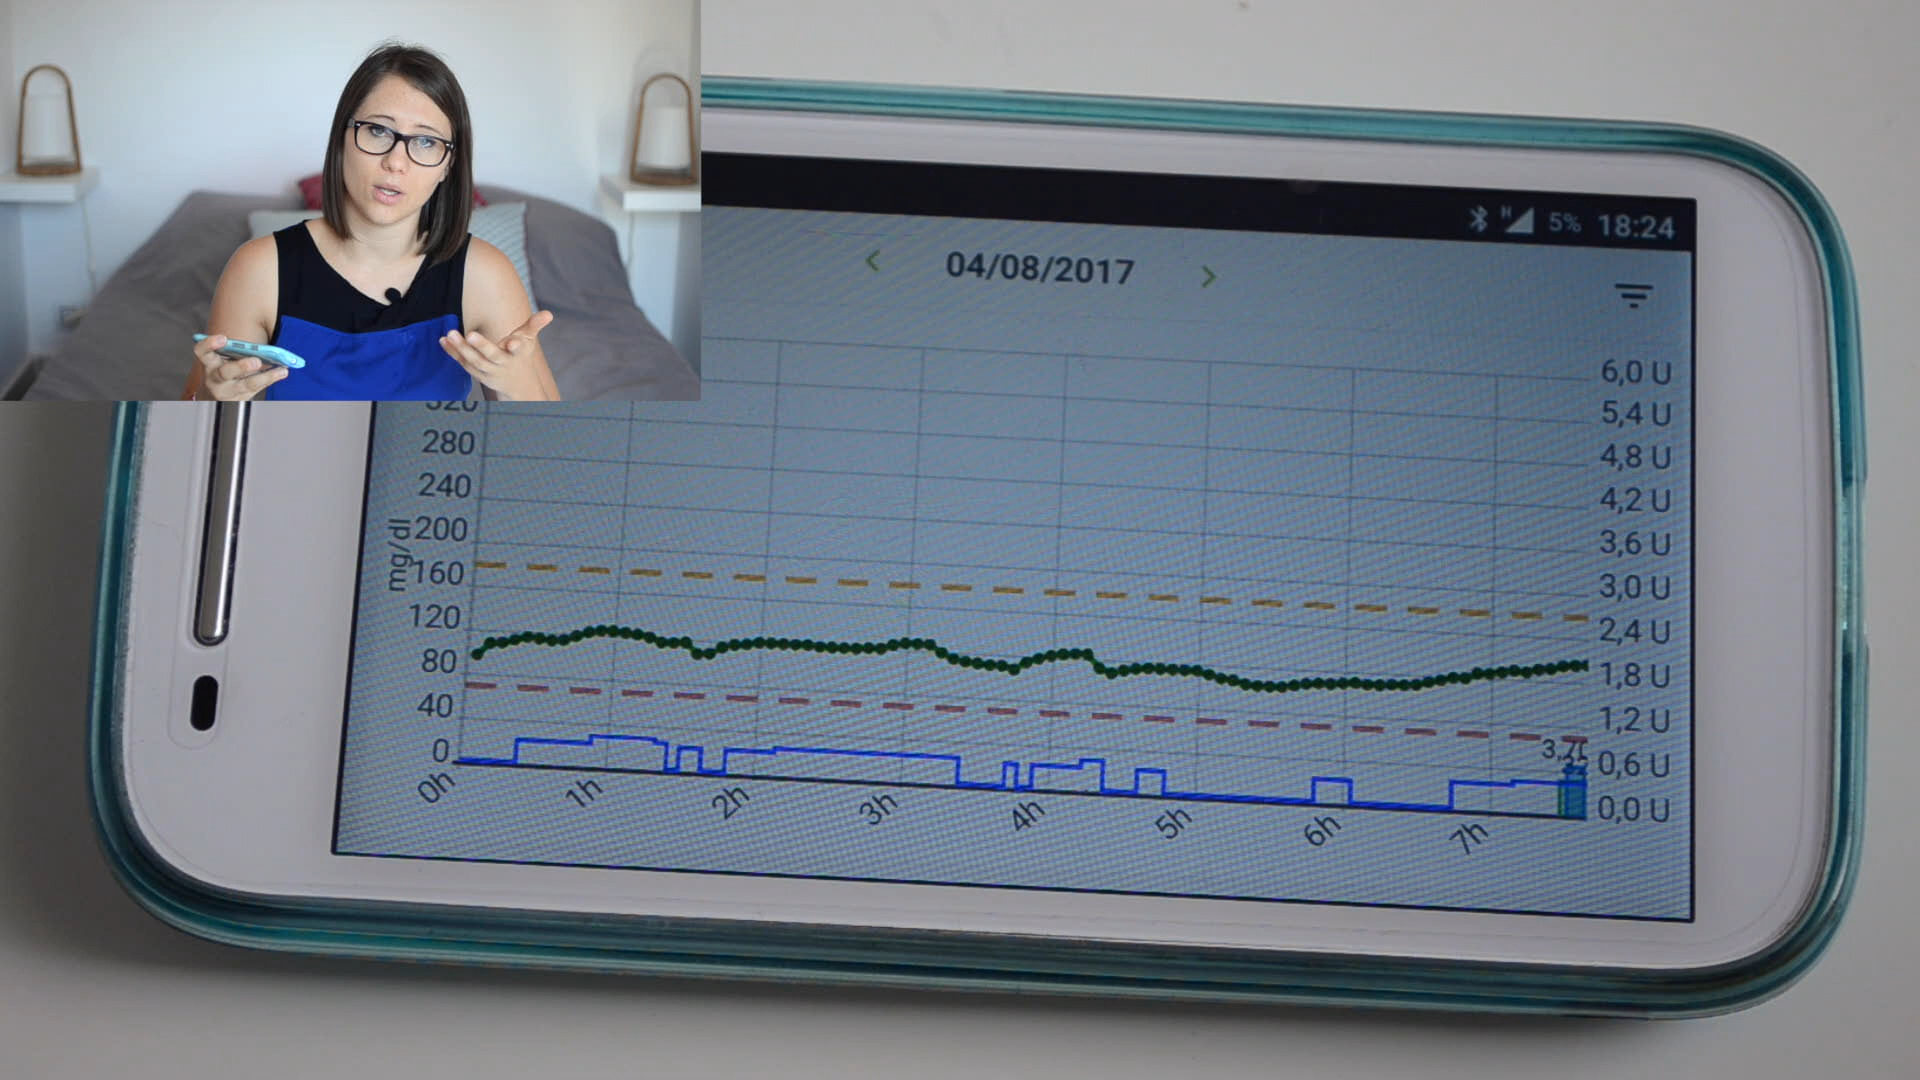 5% 18:24
04/08/2017
mg/dl
320
280
240
200
160
120
80
40
0
6,0 U
5,4 U
4,8 U
4,2 U
3,6 U
3,0 U
2,4 U
1,8 U
1,2 U
0,6 U
0,0 U
0h 1h 2h 3h 4h 5h 6h 7h